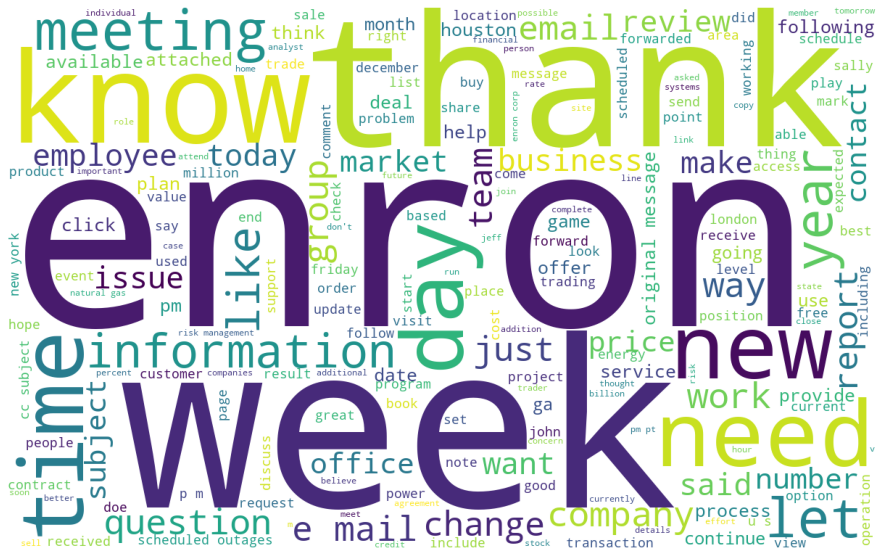 individual
location
did
possible
member
tomorrow
meeting
sale
month
houston
email
review
following
think
right
financial
area
schedule
analyst
person
forwarded
available
attached
december
buy
message
scheduled
working
sally
home
trade
list
rate
asked
systems
copy
play
know
thank
deal
share
send
mark
role
problem
enron corp
site
point
contact
comment
help
link
able
employee
today
market
team
business
make
thing
year
attend
access
expected
product
important
million
group
future
come
line
plan
value
check
join
original message
enron
click
say
don't
based
day
complete
game
london
best
new york
case
used
like
end
jeff
forward
look
receive
issue
support
run
offer
going
event
friday
start
trading
level
way
including
natural gas
pm
order
place
use
state
hope
update
cost
position
free
close
risk management
visit
addition
time
information
follow
just
price
new
report
cc subject
energy
percent
customer
companies
result
additional
date
project
service
risk
page
program
trader
thought
work
provide
people
subject
book
ga
billion
current
great
set
week
need
discuss
john
concern
pm pt
hour
v
contract
office
note
want
said
number
soon
better
believe
power
good
currently
option
doe
p m
request
company
process
operation
received
question
m
meet
agreement
e mail
change
details
effort
u s
let
self
scheduled outages
include
credit
stock
transaction
continue
view